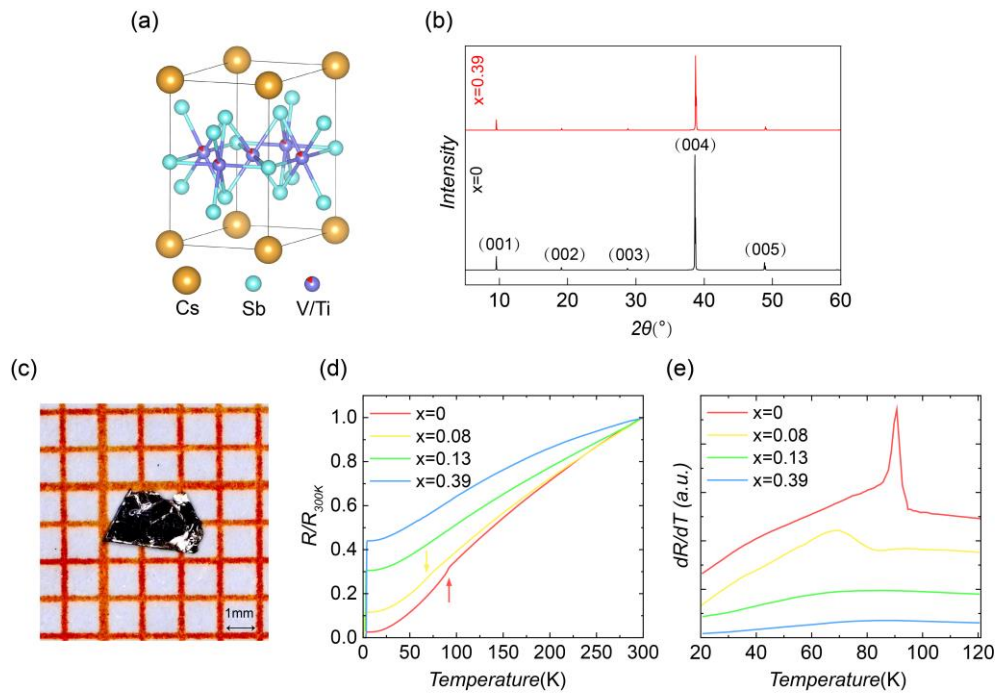 (a)
Cs
Sb
V/Ti
(b)
x=0.39
x=0
Intensity
(001)
(002)
(003)
(004)
(005)
10
20
30
40
50
60
2θ(°)
(c)
1mm
(d)
x=0
x=0.08
x=0.13
x=0.39
1.0
0.8
0.6
0.4
0.2
0.0
R/R300K
0
50
100
150
200
250
300
Temperature(K)
(e)
x=0
x=0.08
x=0.13
x=0.39
dR/dT (a.u.)
20
40
60
80
100
120
Temperature(K)